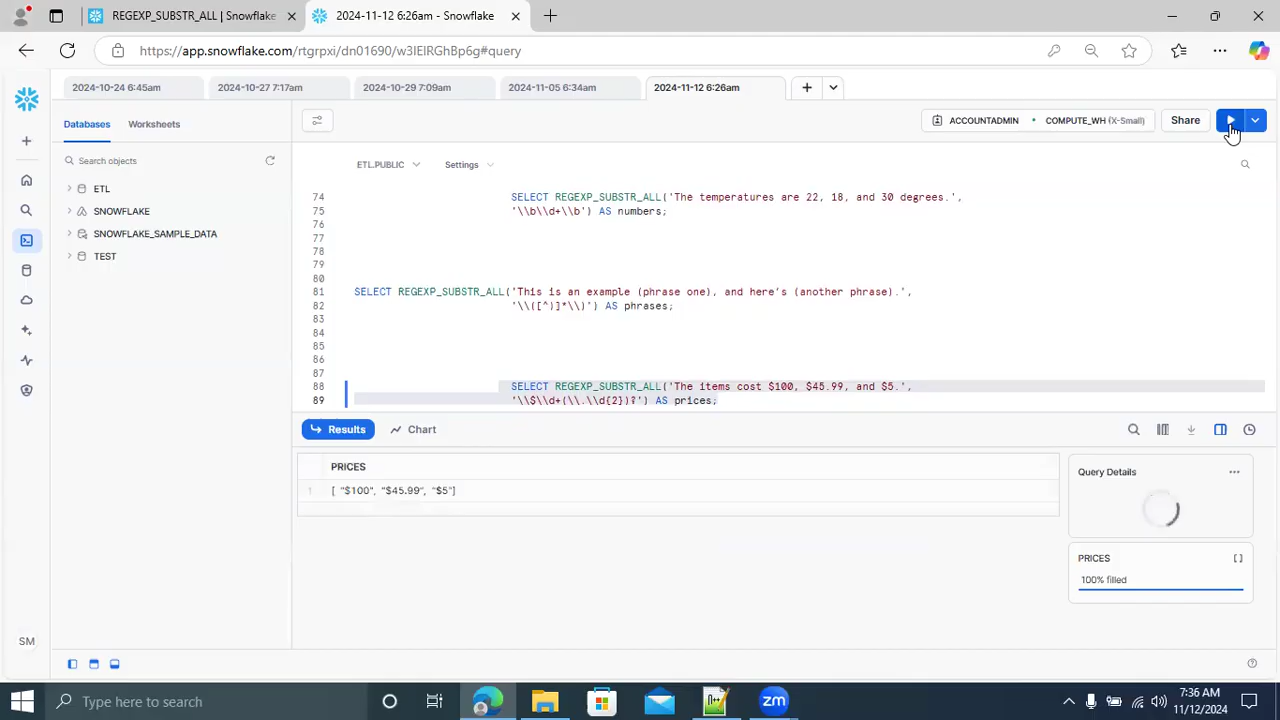 REGEXP_SUBSTR_ALL | Snowflake
2024-11-12 6:26am - Snowflake
https://app.snowflake.com/rtgrpxi/dn01690/w3IEIRGhBp6g#query
2024-10-24 6:45am
2024-10-27 7:17am
2024-10-29 7:09am
2024-11-05 6:34am
2024-11-12 6:26am
Databases
Worksheets
ACCOUNTADMIN
COMPUTE_WH (X-Small)
Share
Search objects
ETL.PUBLIC
Settings
ETL
SNOWFLAKE
SNOWFLAKE_SAMPLE_DATA
TEST
74 SELECT REGEXP_SUBSTR_ALL('The temperatures are 22, 18, and 30 degrees.',
75 '\\b\\d+\\b') AS numbers;
76
77
78
79
80
81 SELECT REGEXP_SUBSTR_ALL('This is an example (phrase one), and here’s (another phrase).',
82 '\\([^)]*\\)') AS phrases;
83
84
85
86
87
88 SELECT REGEXP_SUBSTR_ALL('The items cost $100, $45.99, and $5.',
89 '\\$\\d+(\\.\\d{2})?') AS prices;
Results
Chart
PRICES
1 [ "$100", "$45.99", "$5"]
Query Details
PRICES
100% filled
SM
Type here to search
zm
7:36 AM
11/12/2024